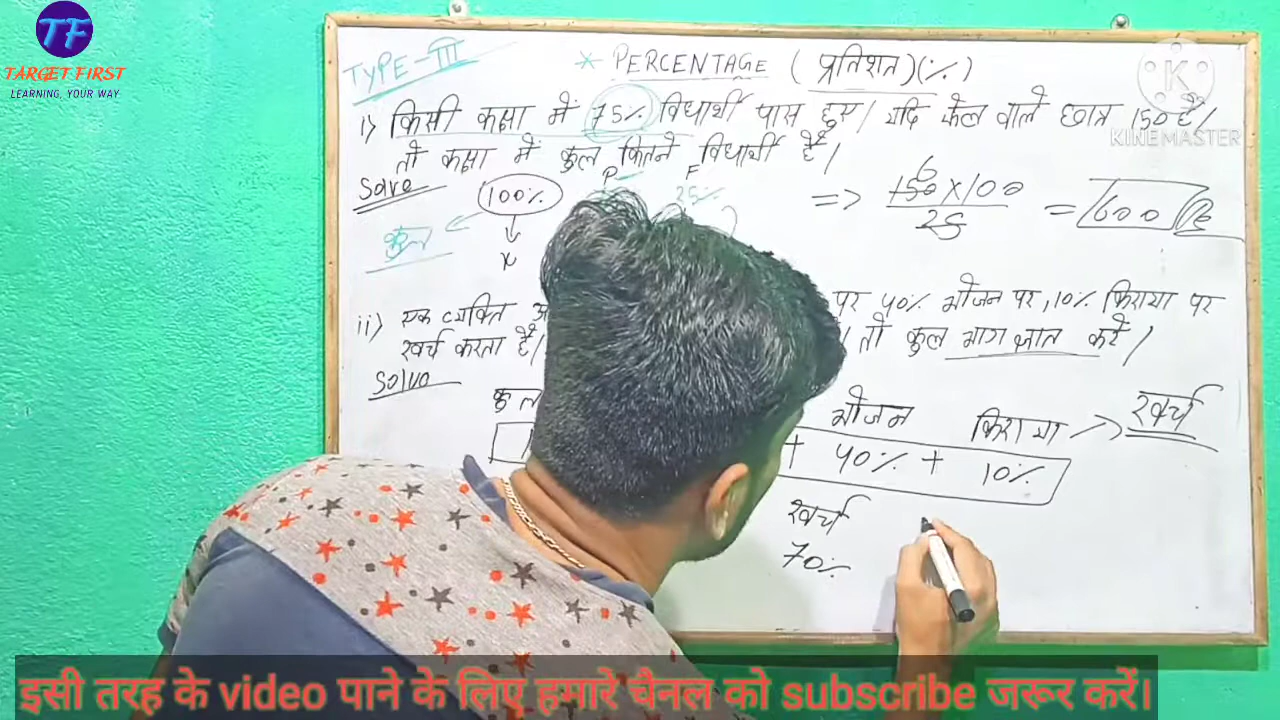 TF
TARGET FIRST
LEARNING, YOUR WAY
TYPE-III
* PERCENTAGE (प्रतिशत)(%)
K
KINEMASTER
i) किसी कक्षा में 75% विधार्थी पास हुए। यदि फेल वाले छात्र 150 है।
तो कक्षा में कुल कितने विधार्थी है।
Solve
P F
100% 25%
कुल
x
=> 150 X 100
6
25
= 600
ii) एक व्यक्ति पर 40% भोजन पर, 10% किराया पर
खर्च करता है। तो कुल भाग ज्ञात करें।
Solve
कुल भोजन किराया -> खर्च
+ 40% + 10%
खर्च
70%
इसी तरह के video पाने के लिए हमारे चैनल को subscribe जरूर करें।